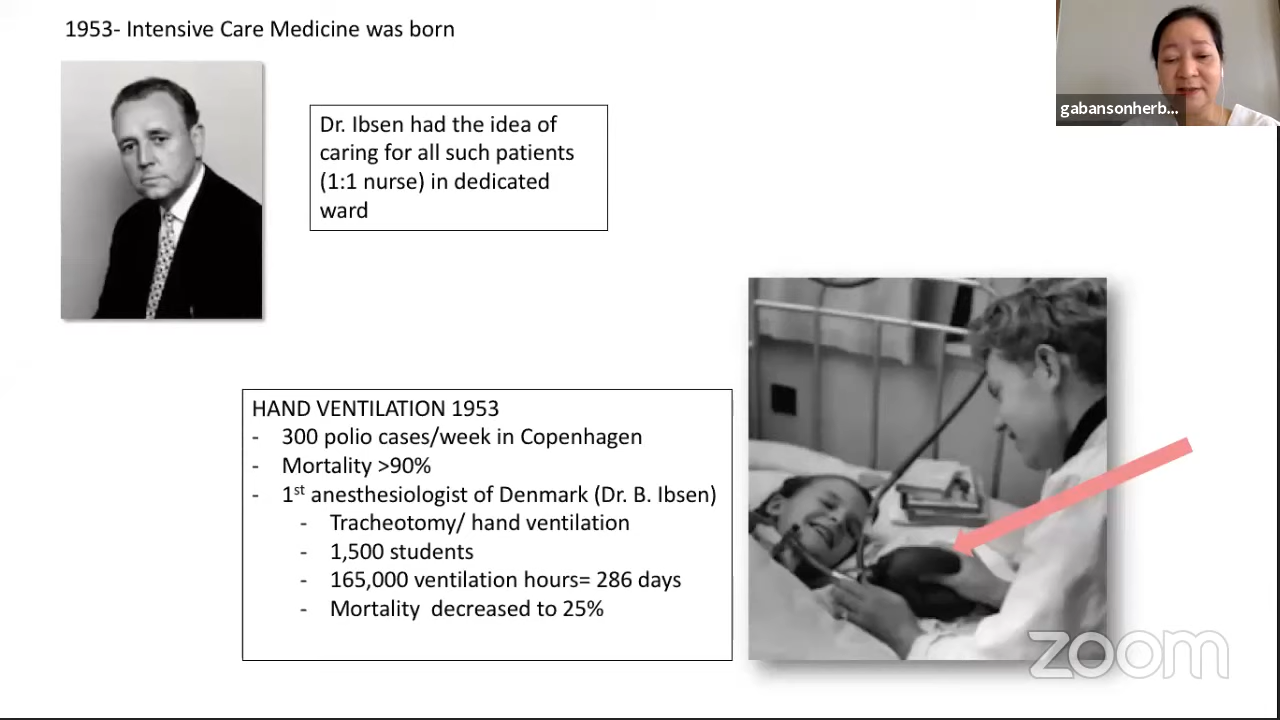 1953- Intensive Care Medicine was born
gabansonherb...
Dr. Ibsen had the idea of
caring for all such patients
(1:1 nurse) in dedicated
ward
HAND VENTILATION 1953
- 300 polio cases/week in Copenhagen
- Mortality >90%
- 1st anesthesiologist of Denmark (Dr. B. Ibsen)
- Tracheotomy/ hand ventilation
- 1,500 students
- 165,000 ventilation hours= 286 days
- Mortality decreased to 25%
zoom